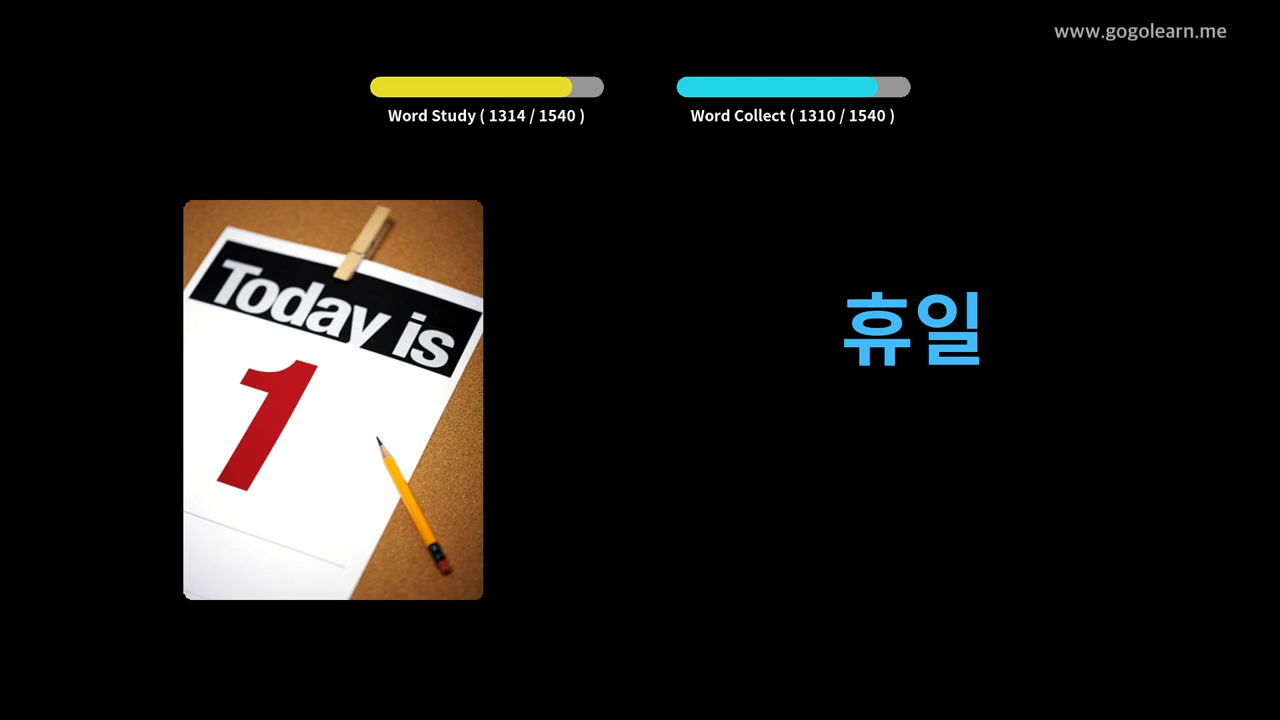 www.gogolearn.me
Word Study ( 1314 / 1540 )
Word Collect ( 1310 / 1540 )
Today is
1
휴일